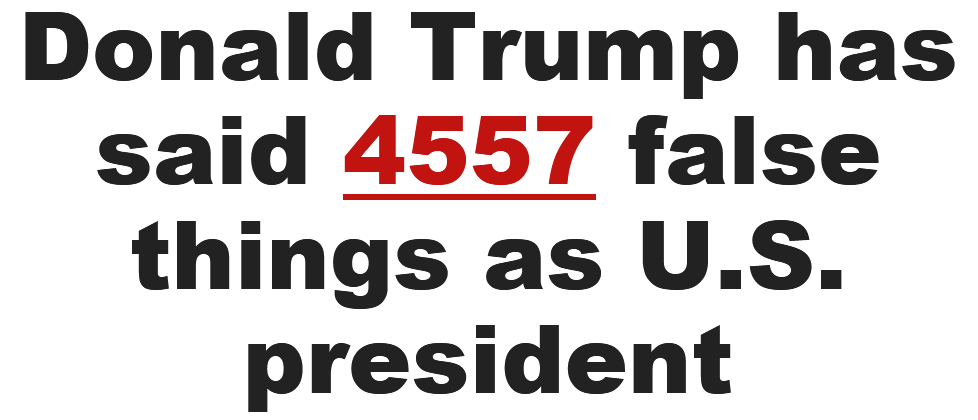 Donald Trump has
said 4557 false
things as U.S.
president